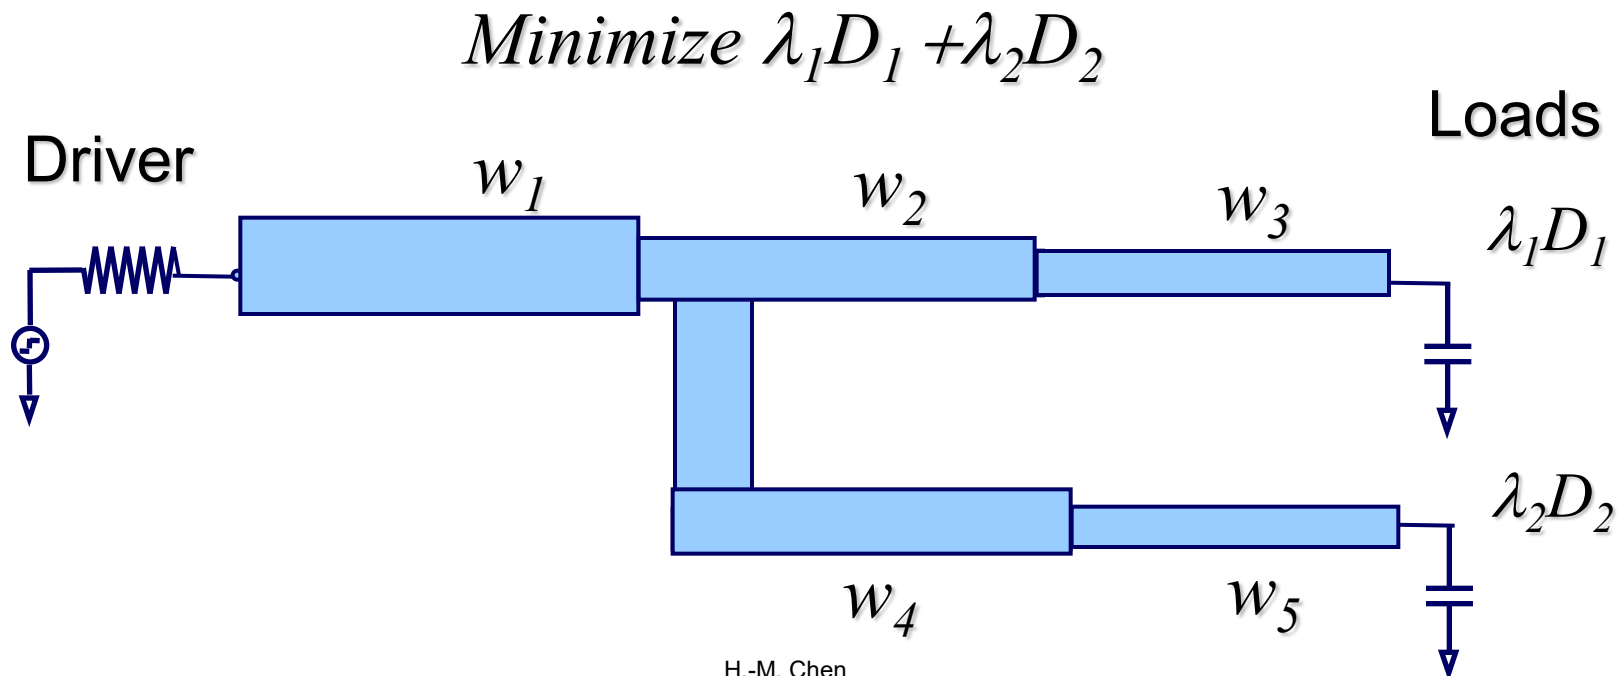 Minimize λ₁D₁ +λ₂D₂
Loads
Driver
w₁
w₂
w₃
λ₁D₁
λ₂D₂
w₄
w₅
H.-M. Chen